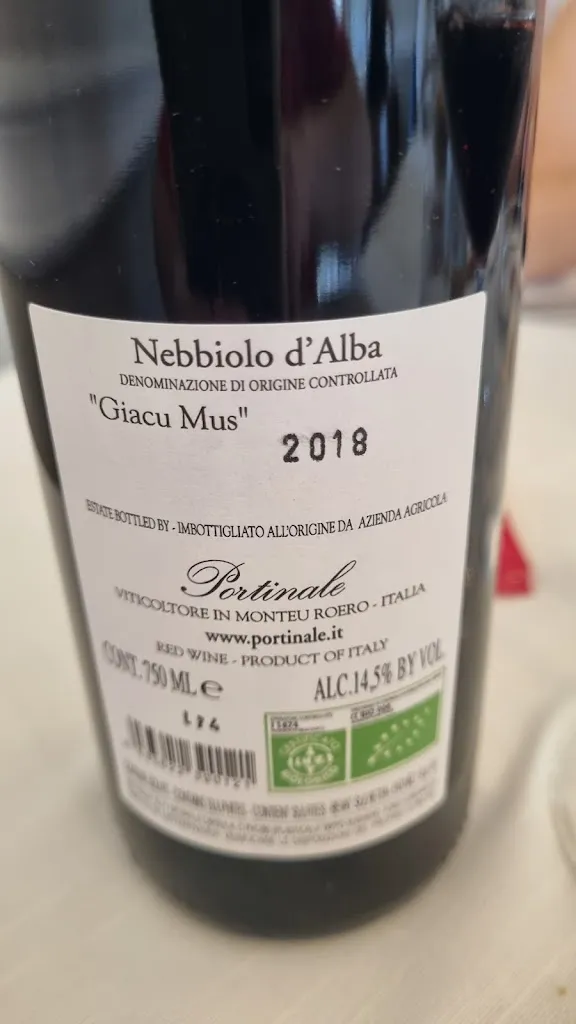 Nebbiolo d'Alba
DENOMINAZIONE DI ORIGINE CONTROLLATA
"Giacu Mus"
2018
ESTATE BOTTLED BY - IMBOTTIGLIATO ALL'ORIGINE DA AZIENDA AGRICOLA
Portinale
VITICOLTORE IN MONTEU ROERO - ITALIA
www.portinale.it
RED WINE - PRODUCT OF ITALY
CONT. 750 ML e
ALC.14,5% BY VOL.
CERTIFICATO
BIOLOGICO